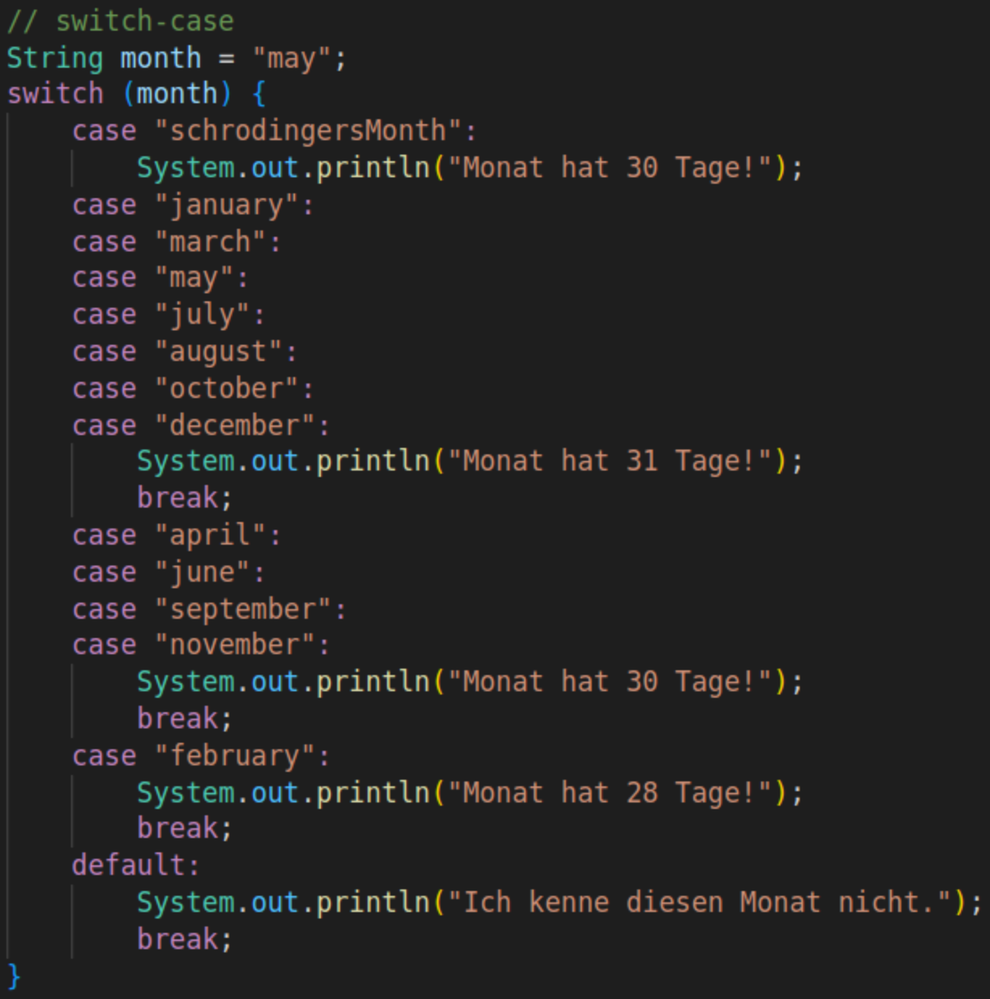 // switch-case
String month = "may";
switch (month) {
    case "schrodingersMonth":
        System.out.println("Monat hat 30 Tage!");
    case "january":
    case "march":
    case "may":
    case "july":
    case "august":
    case "october":
    case "december":
        System.out.println("Monat hat 31 Tage!");
        break;
    case "april":
    case "june":
    case "september":
    case "november":
        System.out.println("Monat hat 30 Tage!");
        break;
    case "february":
        System.out.println("Monat hat 28 Tage!");
        break;
    default:
        System.out.println("Ich kenne diesen Monat nicht.");
        break;
}